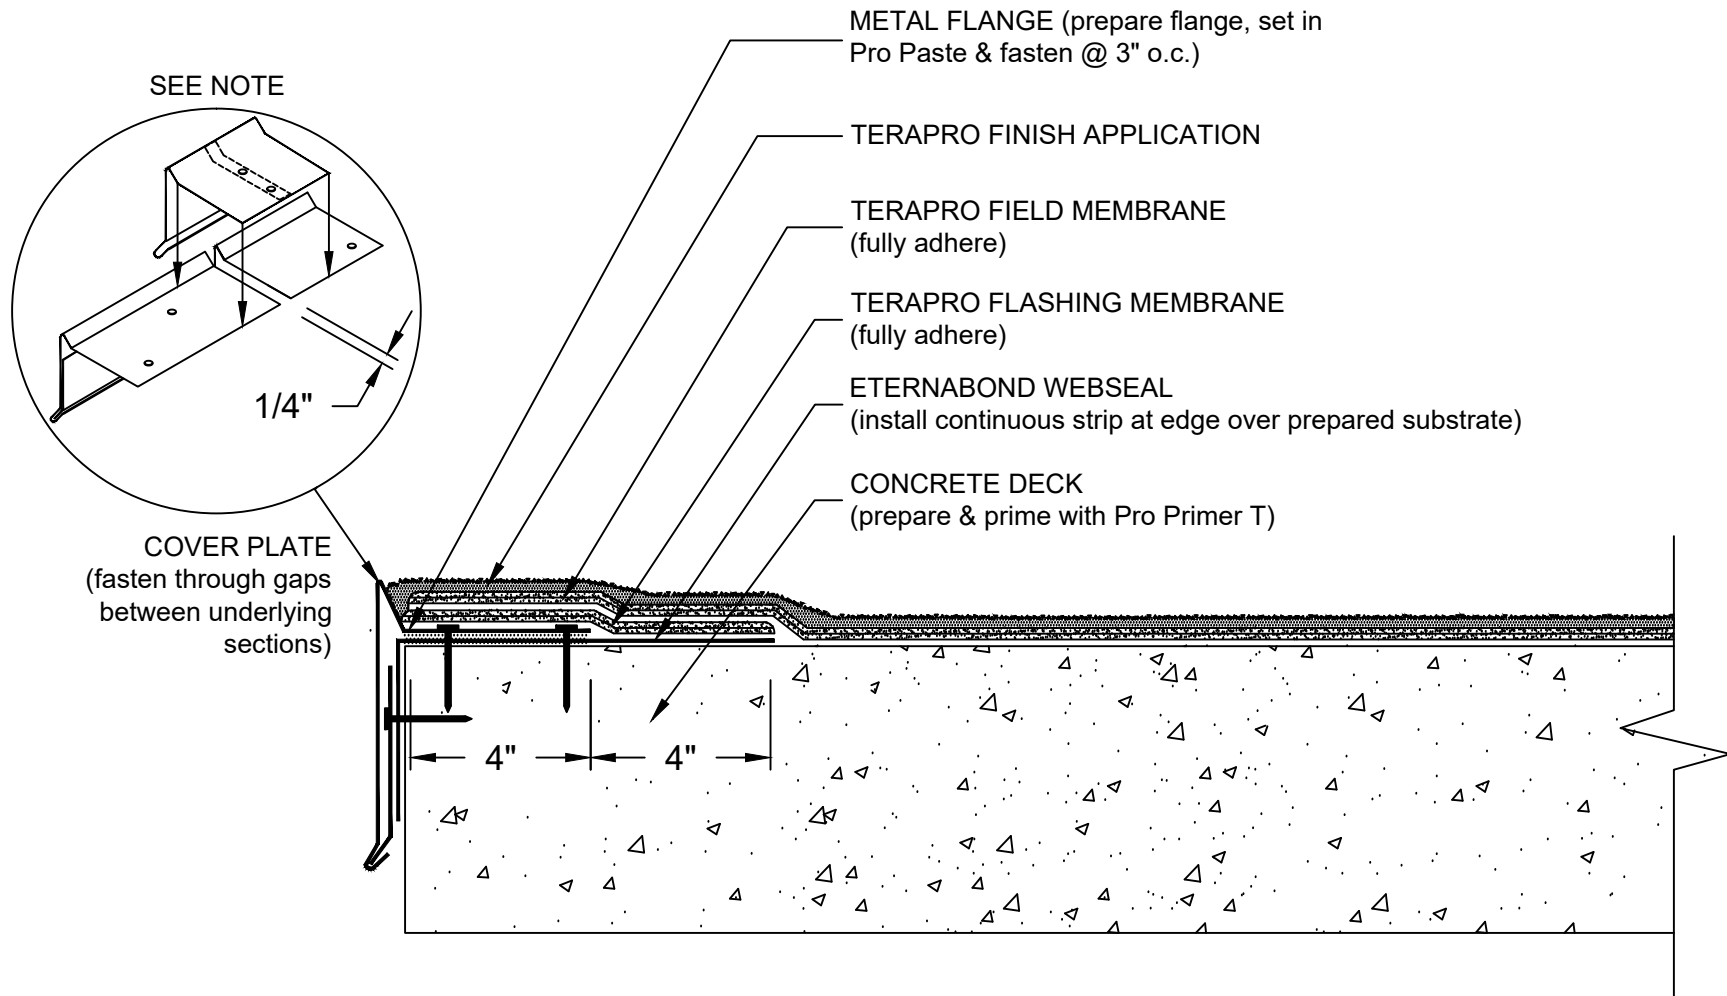 METAL FLANGE (prepare flange, set in
Pro Paste & fasten @ 3" o.c.)
SEE NOTE
TERAPRO FINISH APPLICATION
TERAPRO FIELD MEMBRANE
(fully adhere)
TERAPRO FLASHING MEMBRANE
(fully adhere)
ETERNABOND WEBSEAL
(install continuous strip at edge over prepared substrate)
1/4"
CONCRETE DECK
(prepare & prime with Pro Primer T)
COVER PLATE
(fasten through gaps
between underlying
sections)
4"
4"